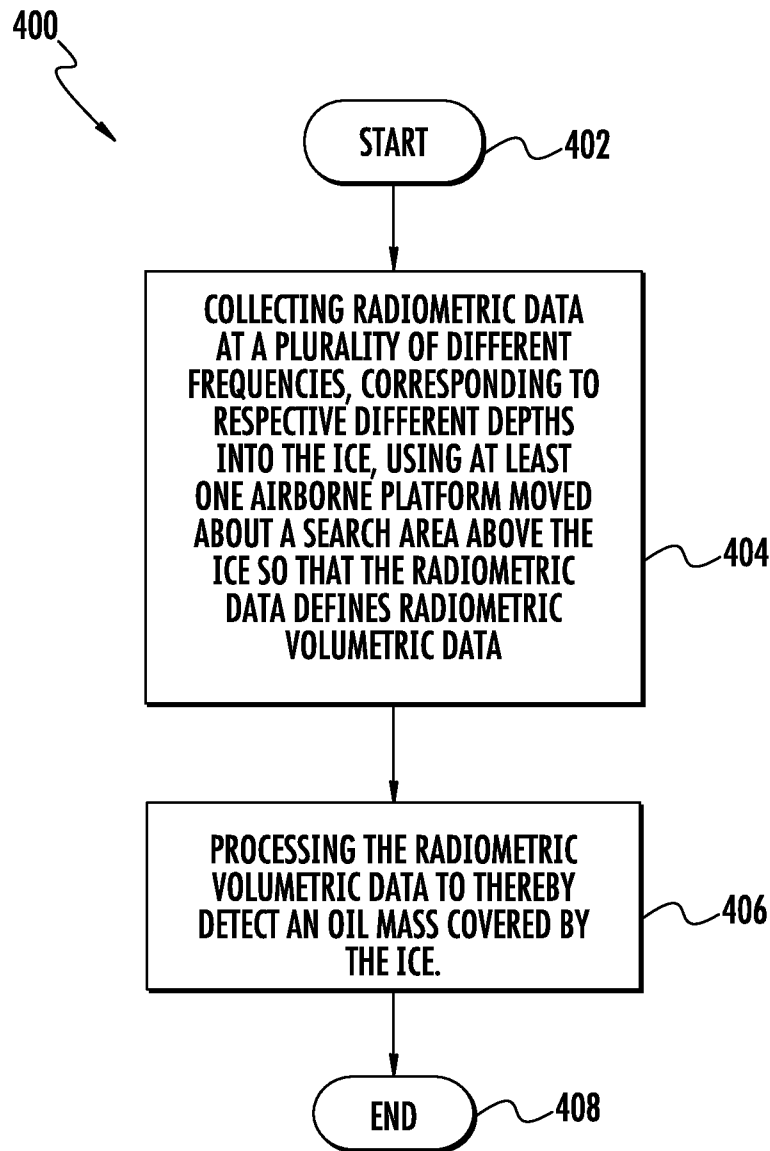 400
START
402
COLLECTING RADIOMETRIC DATA
AT A PLURALITY OF DIFFERENT
FREQUENCIES, CORRESPONDING TO
RESPECTIVE DIFFERENT DEPTHS
INTO THE ICE, USING AT LEAST
ONE AIRBORNE PLATFORM MOVED
ABOUT A SEARCH AREA ABOVE THE
ICE SO THAT THE RADIOMETRIC
DATA DEFINES RADIOMETRIC
VOLUMETRIC DATA
404
PROCESSING THE RADIOMETRIC
VOLUMETRIC DATA TO THEREBY
DETECT AN OIL MASS COVERED BY
THE ICE.
406
END
408